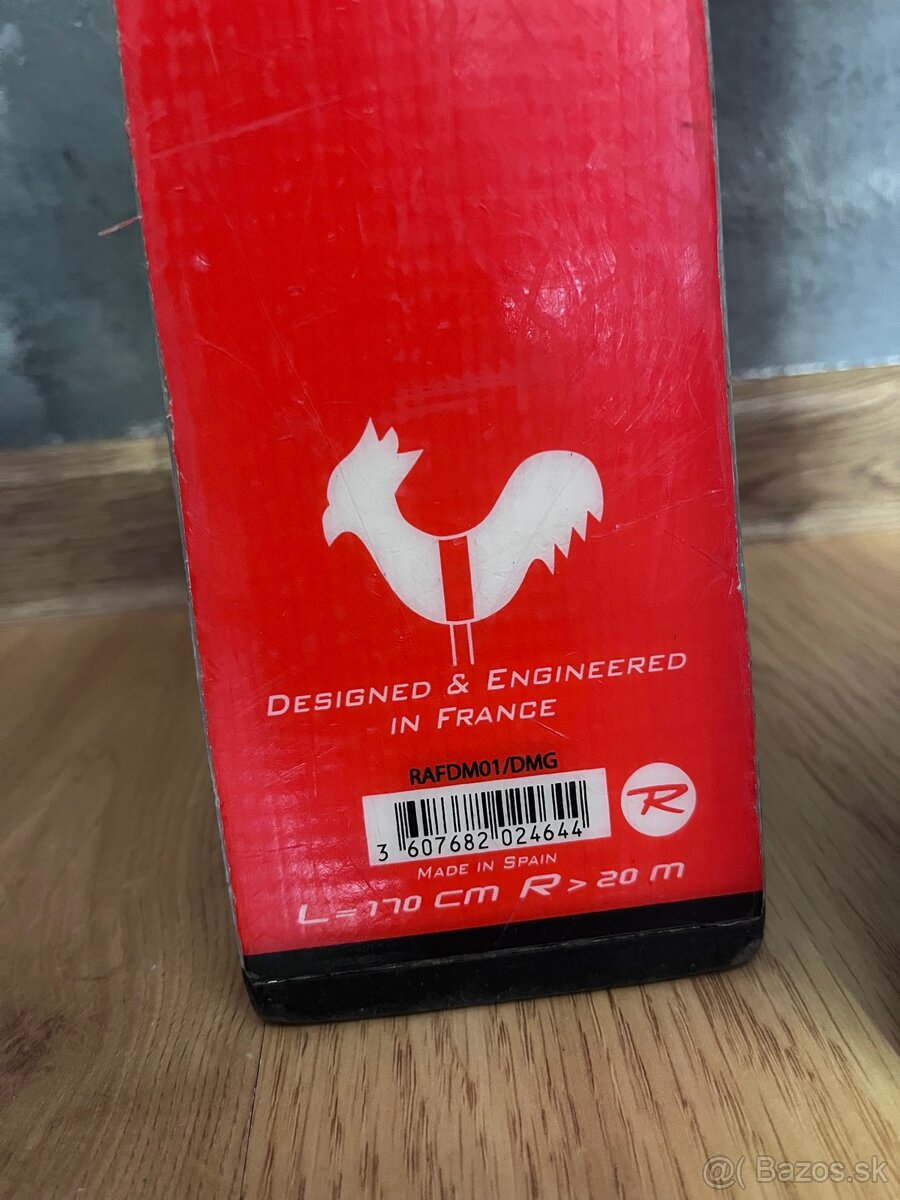 DESIGNED & ENGINEERED
IN FRANCE
RAFDM01/DMG
3 607682 024644
R
MADE IN SPAIN
L=170 cm R > 20 m
@( Bazos.sk